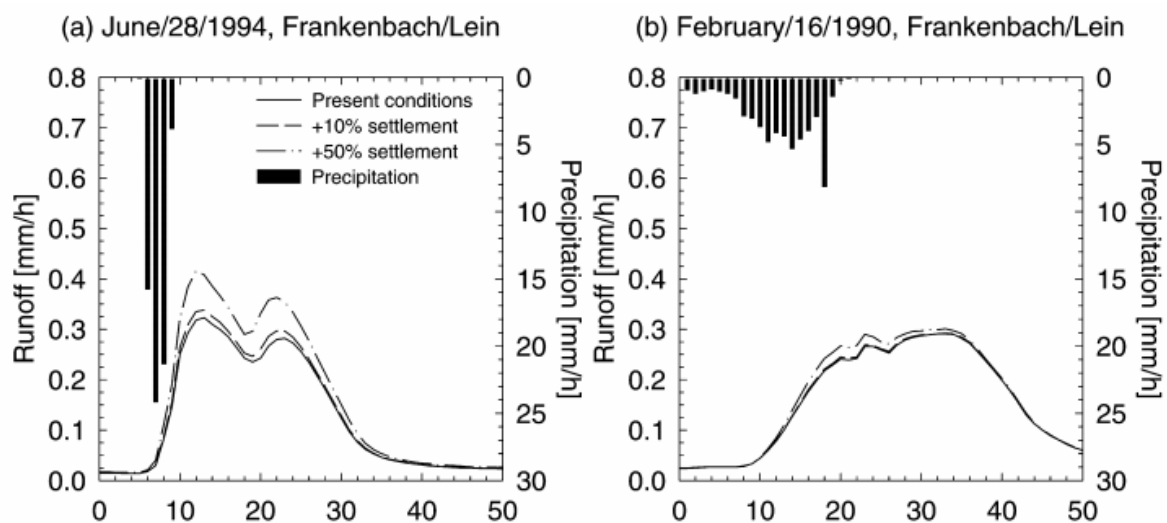 (a) June/28/1994, Frankenbach/Lein
(b) February/16/1990, Frankenbach/Lein
0.8
0.7
0.6
0.5
0.4
0.3
0.2
0.1
0.0
Runoff [mm/h]
Present conditions
+10% settlement
+50% settlement
Precipitation
0
5
10
15
20
25
30
Precipitation [mm/h]
0 10 20 30 40 50
0.8
0.7
0.6
0.5
0.4
0.3
0.2
0.1
0.0
Runoff [mm/h]
0
5
10
15
20
25
30
Precipitation [mm/h]
0 10 20 30 40 50